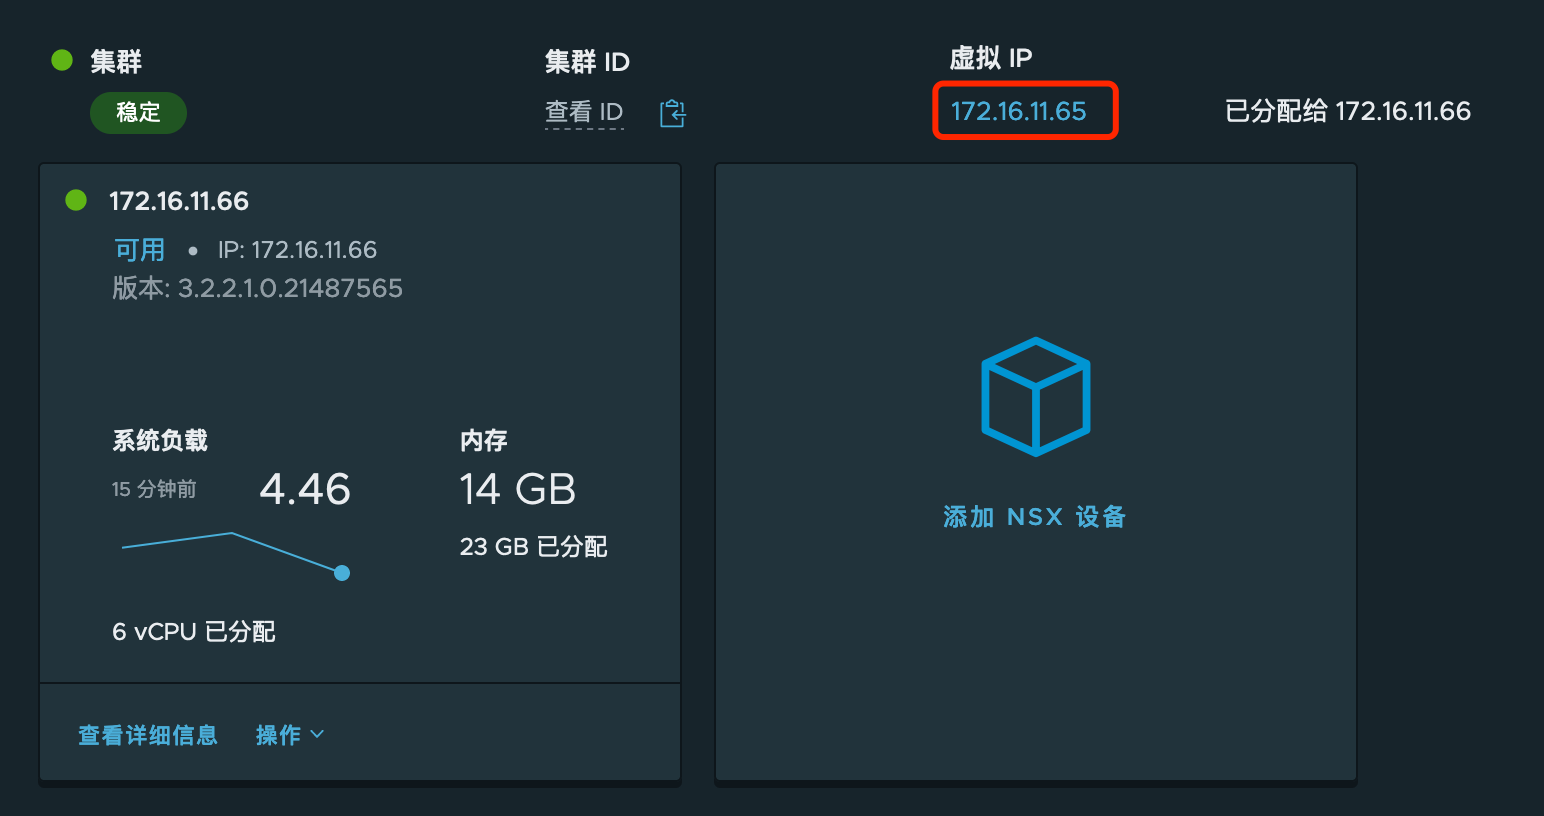 集群
稳定
集群 ID
查看 ID
虚拟 IP
172.16.11.65
已分配给 172.16.11.66
172.16.11.66
可用 • IP: 172.16.11.66
版本: 3.2.2.1.0.21487565
系统负载
15 分钟前 4.46
6 vCPU 已分配
内存
14 GB
23 GB 已分配
查看详细信息 操作
添加 NSX 设备